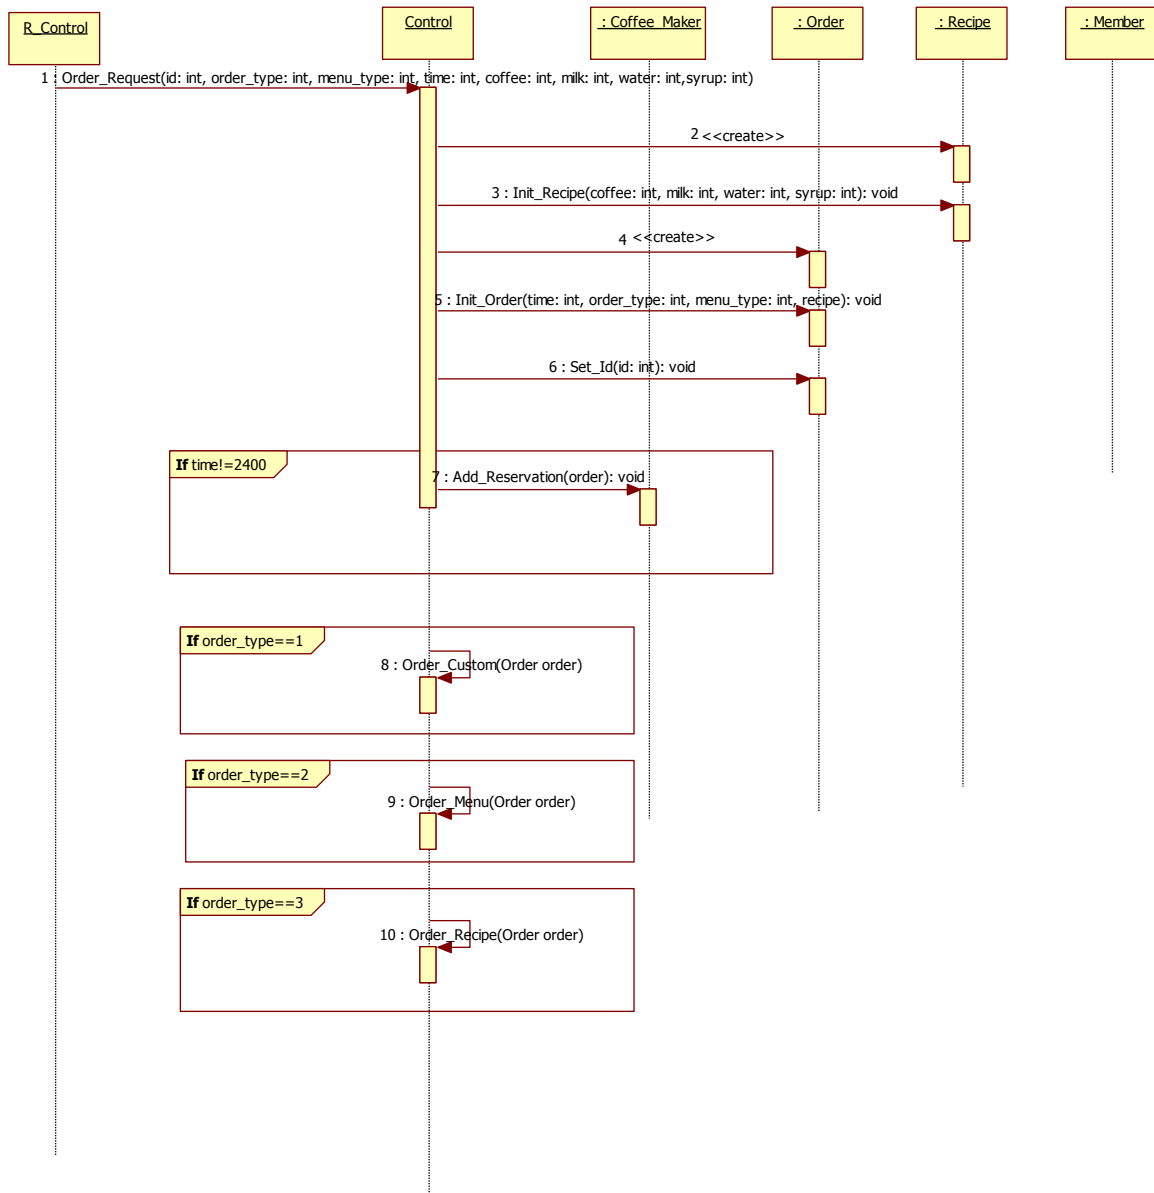 R_Control
Control
: Coffee_Maker
: Order
: Recipe
: Member
1 : Order_Request(id: int, order_type: int, menu_type: int, time: int, coffee: int, milk: int, water: int,syrup: int)
2 <<create>>
3 : Init_Recipe(coffee: int, milk: int, water: int, syrup: int): void
4 <<create>>
5 : Init_Order(time: int, order_type: int, menu_type: int, recipe): void
6 : Set_Id(id: int): void
If time!=2400
7 : Add_Reservation(order): void
If order_type==1
8 : Order_Custom(Order order)
If order_type==2
9 : Order_Menu(Order order)
If order_type==3
10 : Order_Recipe(Order order)